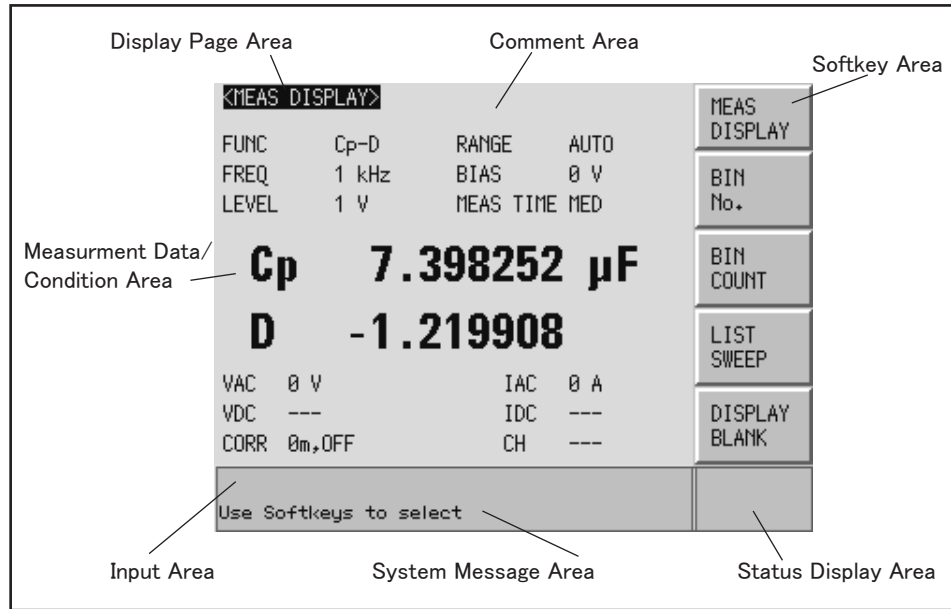 Display Page Area
Comment Area
Softkey Area
<MEAS DISPLAY>
FUNC Cp-D RANGE AUTO
FREQ 1 kHz BIAS 0 V
LEVEL 1 V MEAS TIME MED
Measurment Data/
Condition Area
Cp 7.398252 µF
D -1.219908
VAC 0 V IAC 0 A
VDC --- IDC ---
CORR 0m,OFF CH ---
MEAS
DISPLAY
BIN
No.
BIN
COUNT
LIST
SWEEP
DISPLAY
BLANK
Use Softkeys to select
Input Area
System Message Area
Status Display Area